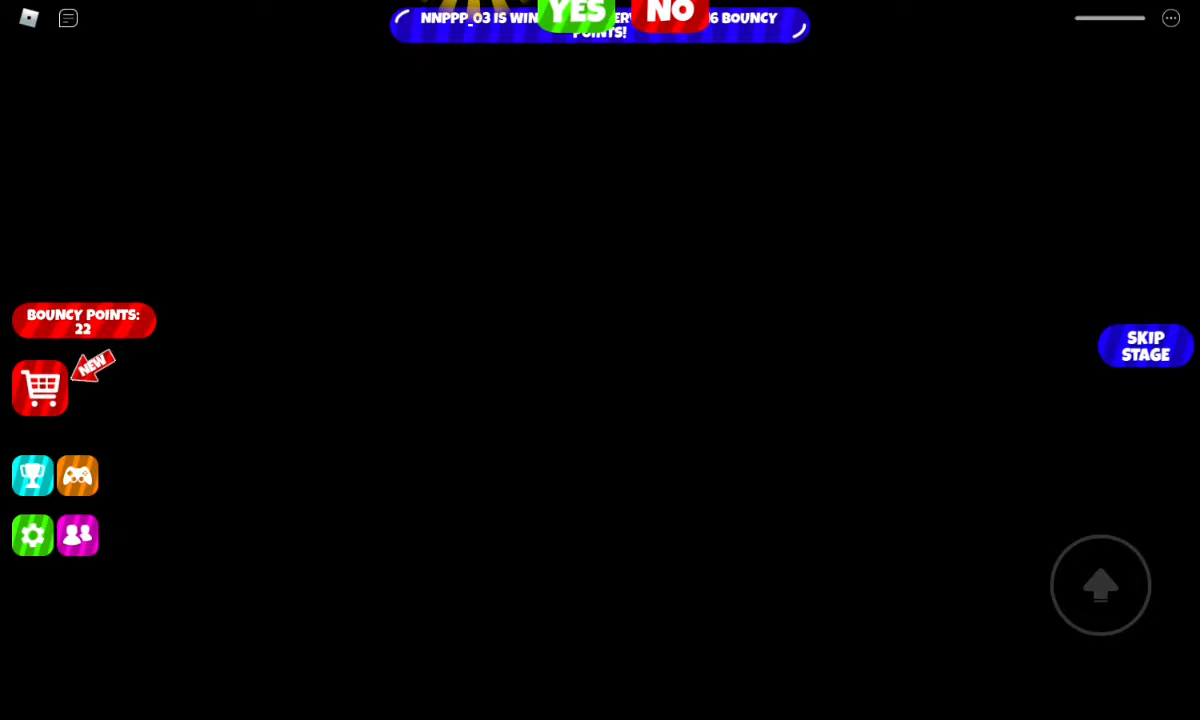 NNPPP_03 IS WIN
YES
NO
6 BOUNCY
POINTS!
BOUNCY POINTS:
22
NEW
SKIP
STAGE